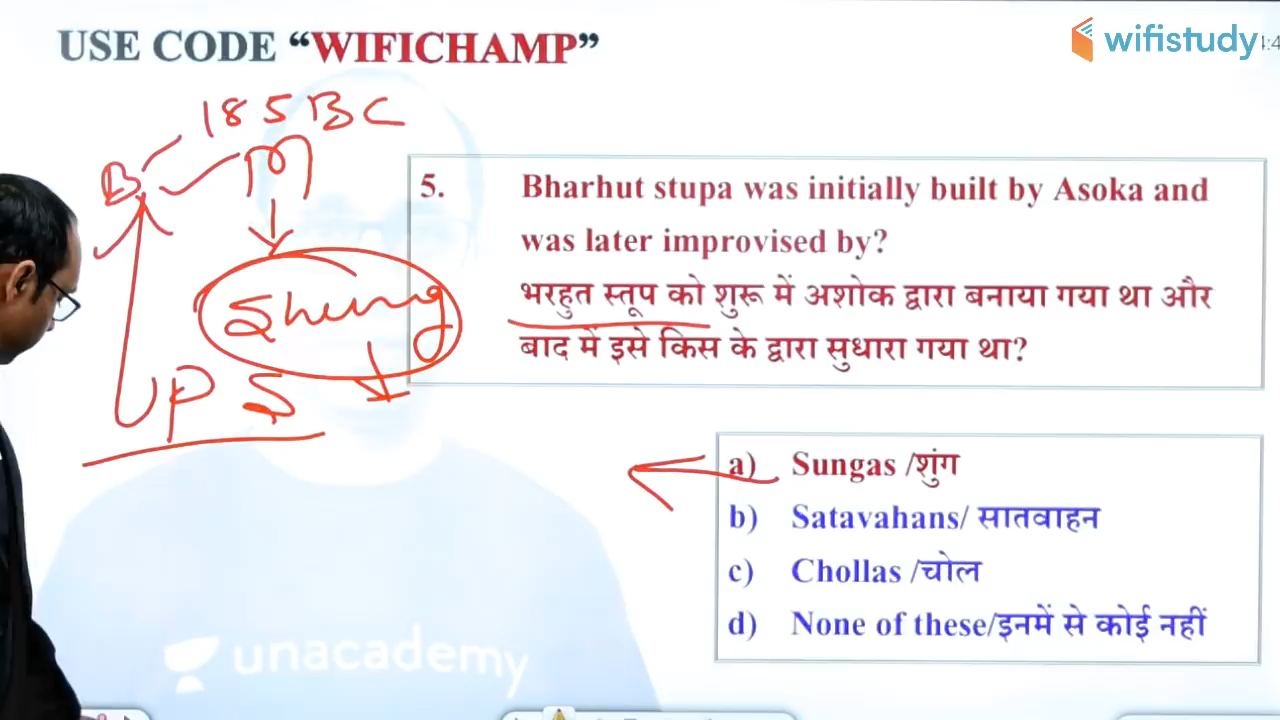 USE CODE “WIFICHAMP”
wifistudy
185 BC
B
M
Shung
UP S
5. Bharhut stupa was initially built by Asoka and
was later improvised by?
भरहुत स्तूप को शुरू में अशोक द्वारा बनाया गया था और
बाद में इसे किस के द्वारा सुधारा गया था?
a) Sungas /शुंग
b) Satavahans/ सातवाहन
c) Chollas /चोल
d) None of these/इनमें से कोई नहीं
unacademy